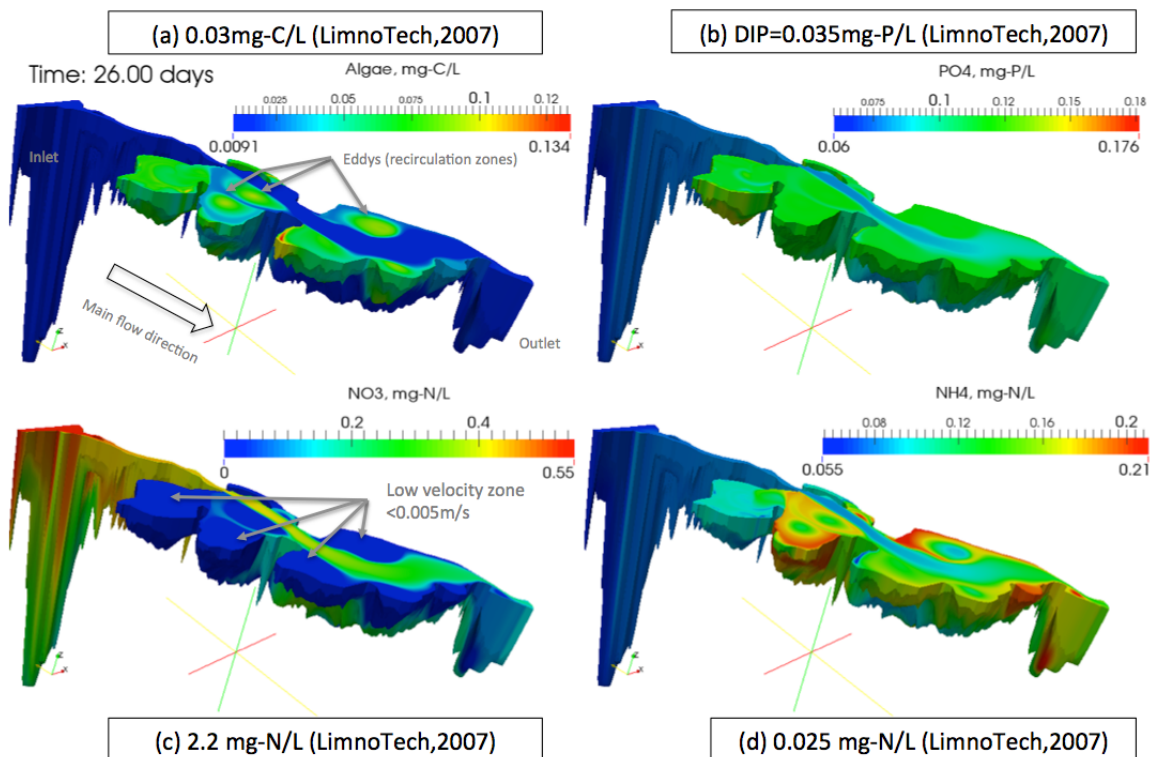 (a) 0.03mg-C/L (LimnoTech,2007)
(b) DIP=0.035mg-P/L (LimnoTech,2007)
Time: 26.00 days
Algae, mg-C/L
0.025 0.05 0.075 0.1 0.12
0.0091 0.134
Inlet
Eddys (recirculation zones)
Main flow direction
Outlet
z
x
PO4, mg-P/L
0.075 0.1 0.125 0.15 0.18
0.06 0.176
z
x
NO3, mg-N/L
0.2 0.4
0 0.55
Low velocity zone
<0.005m/s
z
x
NH4, mg-N/L
0.08 0.12 0.16 0.2
0.055 0.21
z
x
(c) 2.2 mg-N/L (LimnoTech,2007)
(d) 0.025 mg-N/L (LimnoTech,2007)